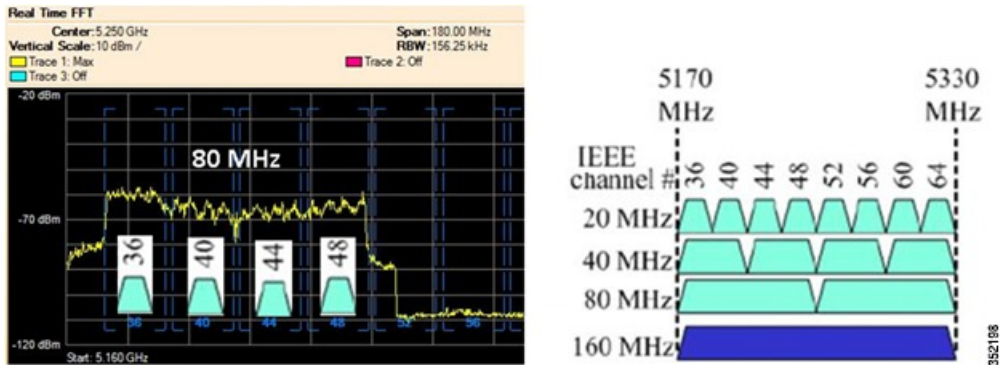 Real Time FFT
Center: 5.250 GHz
Span: 180.00 MHz
Vertical Scale: 10 dBm /
RBW: 156.25 kHz
Trace 1: Max
Trace 2: Off
Trace 3: Off
-20 dBm
80 MHz
-70 dBm
36
40
44
48
36
40
44
48
52
56
-120 dBm
Start: 5.160 GHz
5170 MHz
5330 MHz
IEEE
channel #
36 40 44 48 52 56 60 64
20 MHz
40 MHz
80 MHz
160 MHz
352198